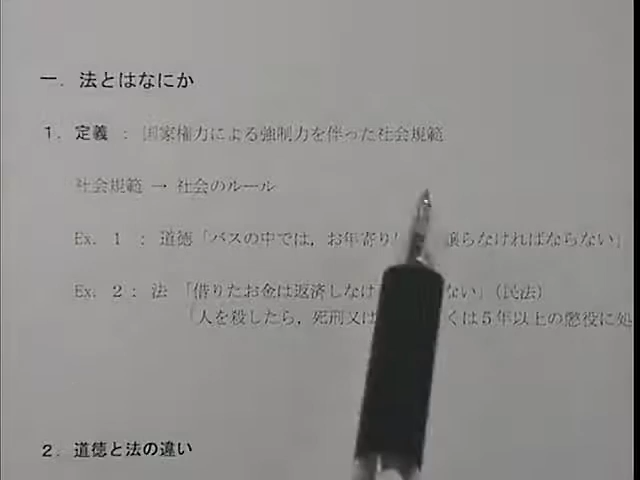 一．法とはなにか
1．定義 ： 国家権力による強制力を伴った社会規範
社会規範 → 社会のルール
Ex. 1 ： 道徳「バスの中では，お年寄り 譲らなければならない」
Ex. 2 ： 法 「借りたお金は返済しなけ ない」（民法）
「人を殺したら，死刑又は くは5年以上の懲役に処
2．道徳と法の違い